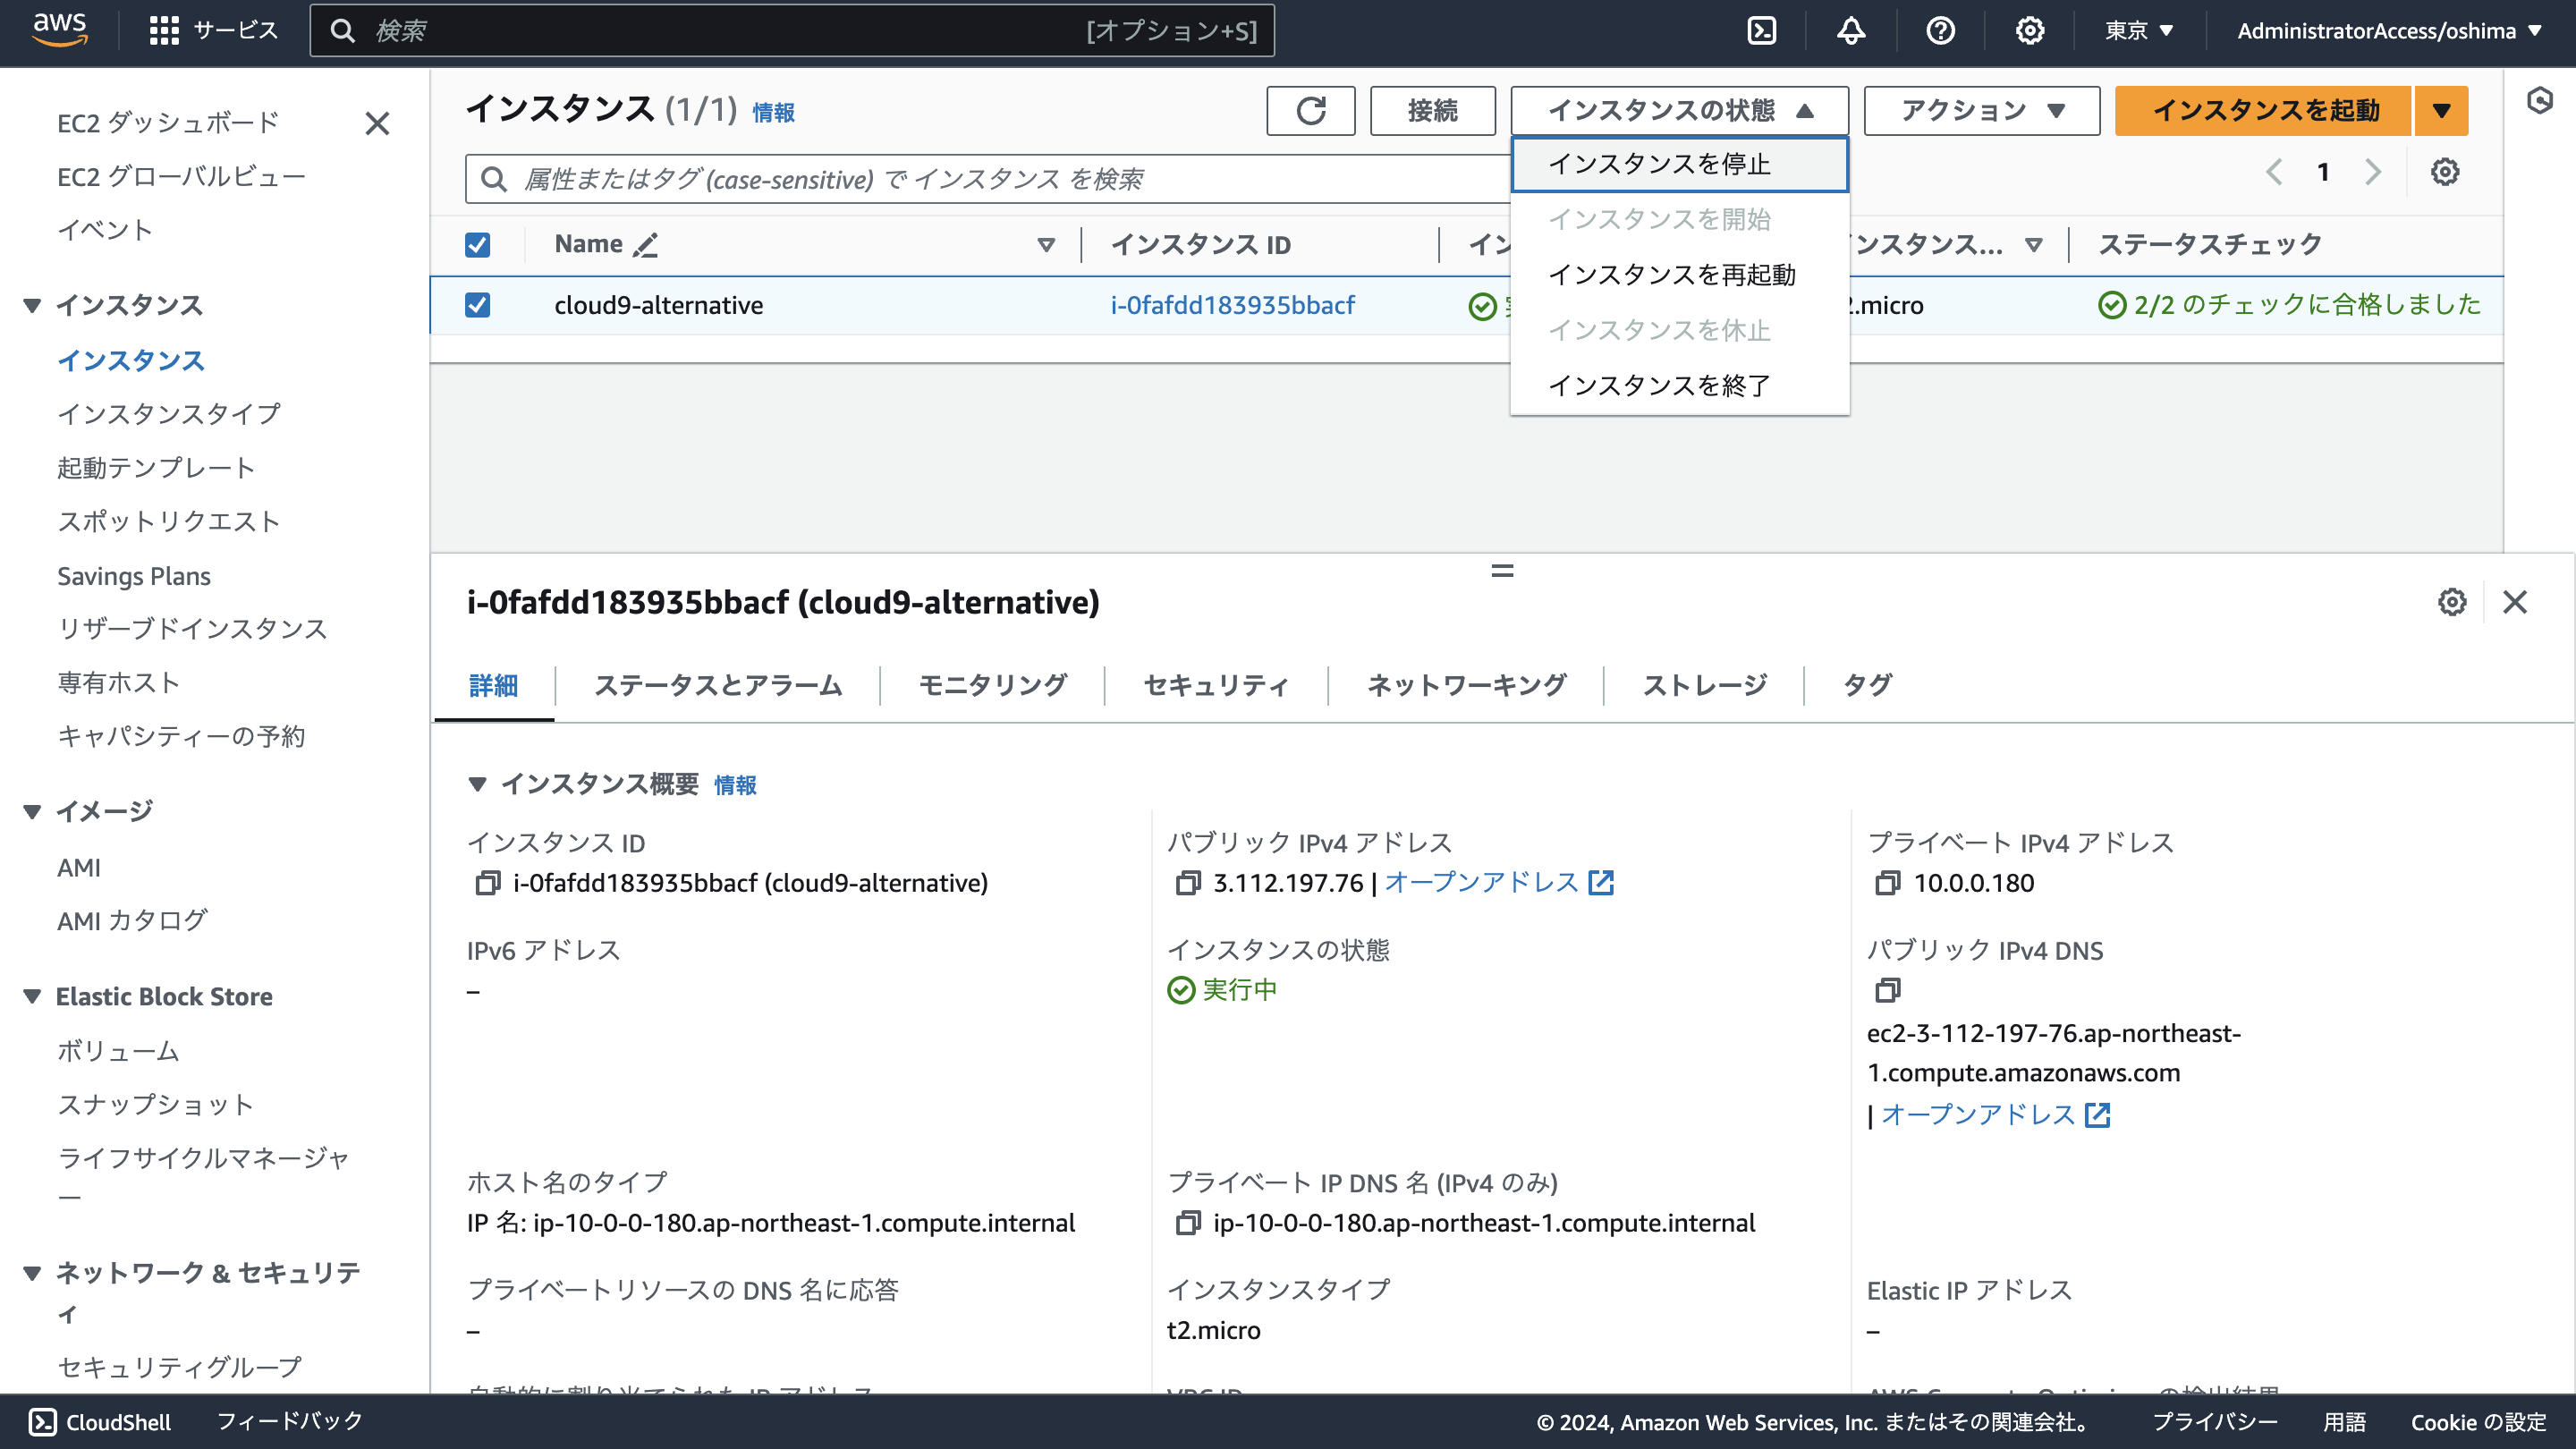 aws
サービス
検索
[オプション+S]
東京
AdministratorAccess/oshima
EC2 ダッシュボード
EC2 グローバルビュー
イベント
インスタンス
インスタンス
インスタンスタイプ
起動テンプレート
スポットリクエスト
Savings Plans
リザーブドインスタンス
専有ホスト
キャパシティーの予約
イメージ
AMI
AMI カタログ
Elastic Block Store
ボリューム
スナップショット
ライフサイクルマネージャ
ー
ネットワーク & セキュリテ
ィ
セキュリティグループ
インスタンス (1/1) 情報
接続
インスタンスの状態
アクション
インスタンスを起動
インスタンスを停止
インスタンスを開始
インスタンスを再起動
インスタンスを休止
インスタンスを終了
属性またはタグ (case-sensitive) で インスタンス を検索
1
Name
インスタンス ID
イン
ンスタンス...
ステータスチェック
cloud9-alternative
i-0fafdd183935bbacf
.micro
2/2 のチェックに合格しました
i-0fafdd183935bbacf (cloud9-alternative)
詳細
ステータスとアラーム
モニタリング
セキュリティ
ネットワーキング
ストレージ
タグ
インスタンス概要 情報
インスタンス ID
i-0fafdd183935bbacf (cloud9-alternative)
パブリック IPv4 アドレス
3.112.197.76 | オープンアドレス
プライベート IPv4 アドレス
10.0.0.180
IPv6 アドレス
–
インスタンスの状態
実行中
パブリック IPv4 DNS
ec2-3-112-197-76.ap-northeast-
1.compute.amazonaws.com
| オープンアドレス
ホスト名のタイプ
IP 名: ip-10-0-0-180.ap-northeast-1.compute.internal
プライベート IP DNS 名 (IPv4 のみ)
ip-10-0-0-180.ap-northeast-1.compute.internal
プライベートリソースの DNS 名に応答
–
インスタンスタイプ
t2.micro
Elastic IP アドレス
–
CloudShell
フィードバック
© 2024, Amazon Web Services, Inc. またはその関連会社。
プライバシー
用語
Cookie の設定